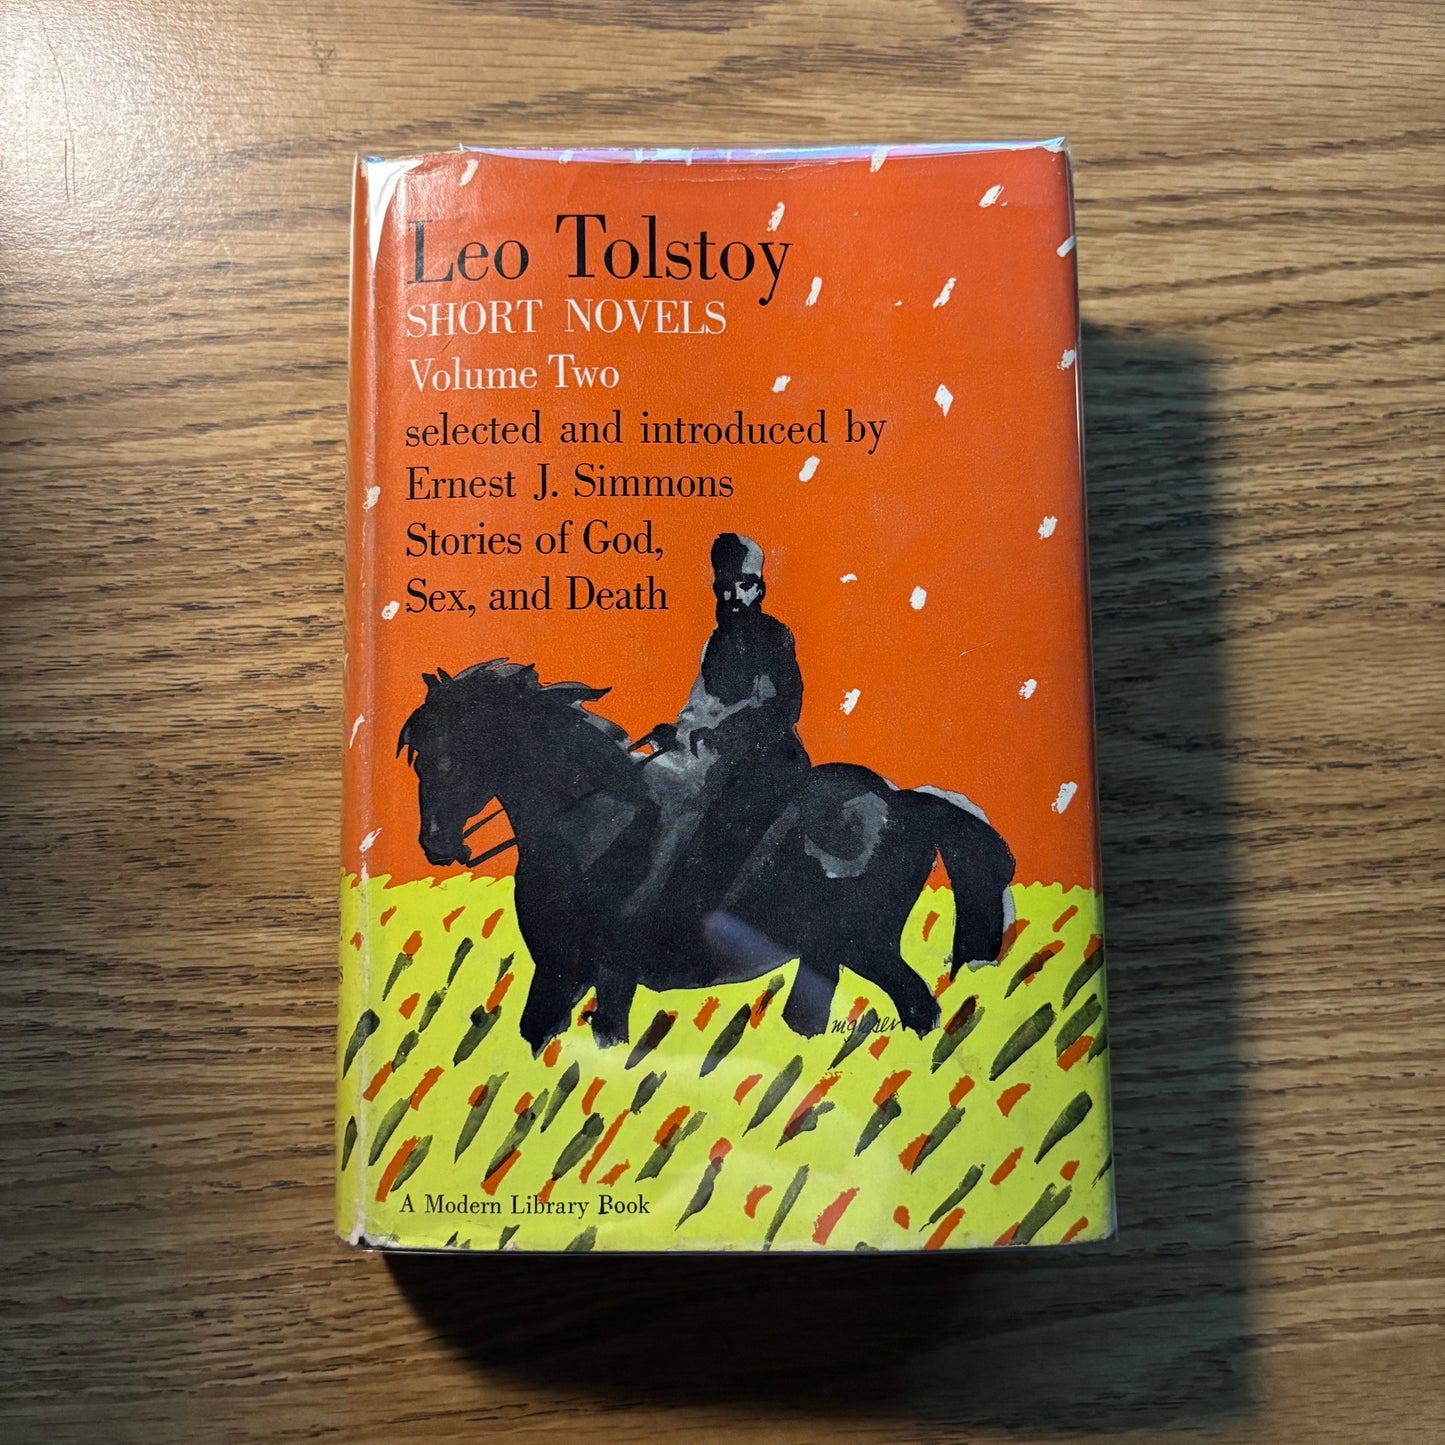 Leo Tolstoy
SHORT NOVELS
Volume Two
selected and introduced by
Ernest J. Simmons
Stories of God,
Sex, and Death
mglaser
A Modern Library Book